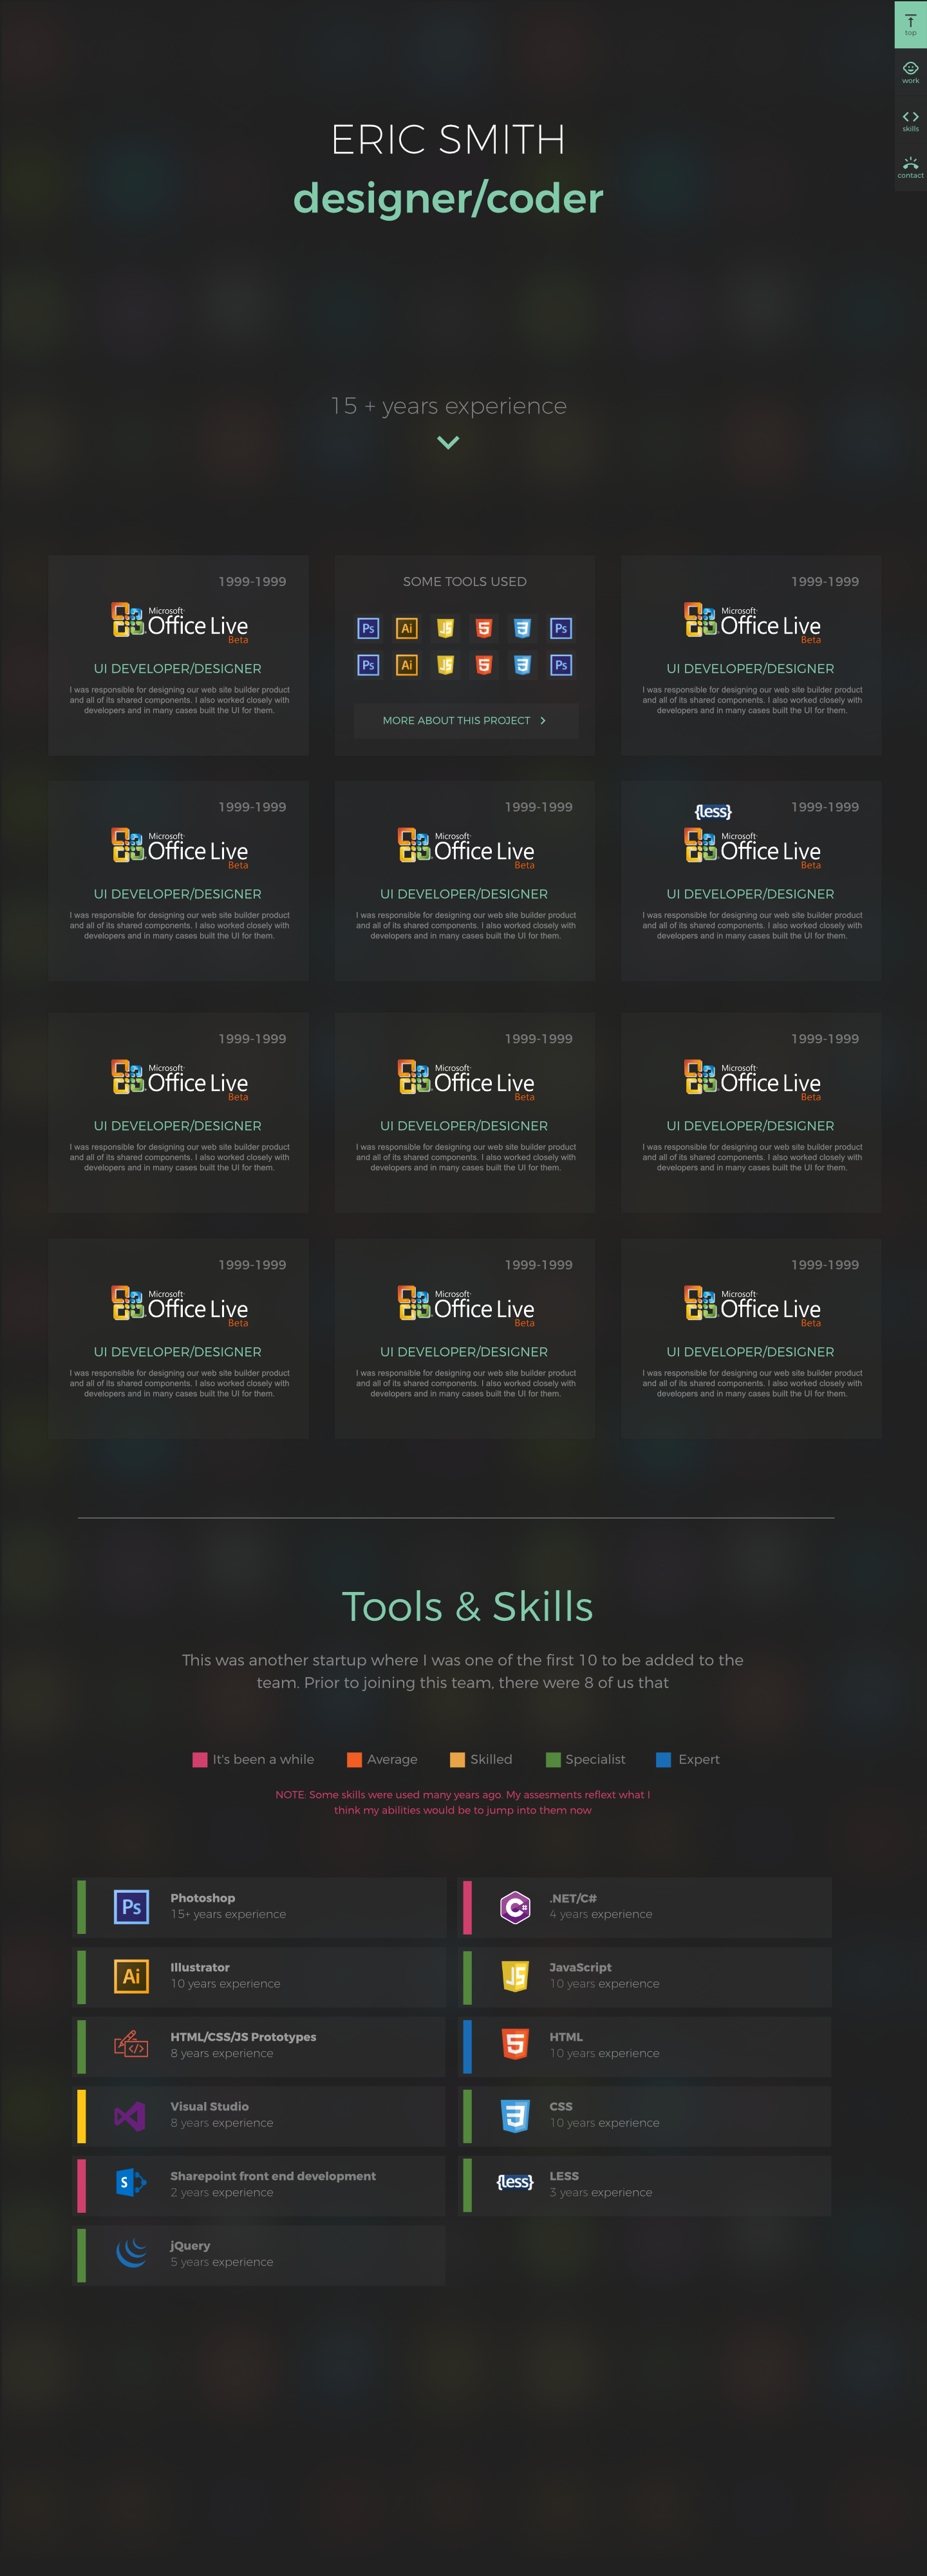 top
work
skills
contact
ERIC SMITH
designer/coder
15 + years experience
1999-1999
Microsoft
Office Live
Beta
UI DEVELOPER/DESIGNER
I was responsible for designing our web site builder product
and all of its shared components. I also worked closely with
developers and in many cases built the UI for them.
SOME TOOLS USED
Ps
Ai
JS
5
3
Ps
Ps
Ai
JS
5
3
Ps
MORE ABOUT THIS PROJECT
1999-1999
Microsoft
Office Live
Beta
UI DEVELOPER/DESIGNER
I was responsible for designing our web site builder product
and all of its shared components. I also worked closely with
developers and in many cases built the UI for them.
1999-1999
Microsoft
Office Live
Beta
UI DEVELOPER/DESIGNER
I was responsible for designing our web site builder product
and all of its shared components. I also worked closely with
developers and in many cases built the UI for them.
1999-1999
Microsoft
Office Live
Beta
UI DEVELOPER/DESIGNER
I was responsible for designing our web site builder product
and all of its shared components. I also worked closely with
developers and in many cases built the UI for them.
{less}
1999-1999
Microsoft
Office Live
Beta
UI DEVELOPER/DESIGNER
I was responsible for designing our web site builder product
and all of its shared components. I also worked closely with
developers and in many cases built the UI for them.
1999-1999
Microsoft
Office Live
Beta
UI DEVELOPER/DESIGNER
I was responsible for designing our web site builder product
and all of its shared components. I also worked closely with
developers and in many cases built the UI for them.
1999-1999
Microsoft
Office Live
Beta
UI DEVELOPER/DESIGNER
I was responsible for designing our web site builder product
and all of its shared components. I also worked closely with
developers and in many cases built the UI for them.
1999-1999
Microsoft
Office Live
Beta
UI DEVELOPER/DESIGNER
I was responsible for designing our web site builder product
and all of its shared components. I also worked closely with
developers and in many cases built the UI for them.
1999-1999
Microsoft
Office Live
Beta
UI DEVELOPER/DESIGNER
I was responsible for designing our web site builder product
and all of its shared components. I also worked closely with
developers and in many cases built the UI for them.
1999-1999
Microsoft
Office Live
Beta
UI DEVELOPER/DESIGNER
I was responsible for designing our web site builder product
and all of its shared components. I also worked closely with
developers and in many cases built the UI for them.
1999-1999
Microsoft
Office Live
Beta
UI DEVELOPER/DESIGNER
I was responsible for designing our web site builder product
and all of its shared components. I also worked closely with
developers and in many cases built the UI for them.
Tools & Skills
This was another startup where I was one of the first 10 to be added to the
team. Prior to joining this team, there were 8 of us that
It's been a while
Average
Skilled
Specialist
Expert
NOTE: Some skills were used many years ago. My assesments reflext what I
think my abilities would be to jump into them now
Ps
Photoshop
15+ years experience
C#
.NET/C#
4 years experience
Ai
Illustrator
10 years experience
JS
JavaScript
10 years experience
</>
HTML/CSS/JS Prototypes
8 years experience
5
HTML
10 years experience
Visual Studio
8 years experience
3
CSS
10 years experience
S
Sharepoint front end development
2 years experience
{less}
LESS
3 years experience
jQuery
5 years experience